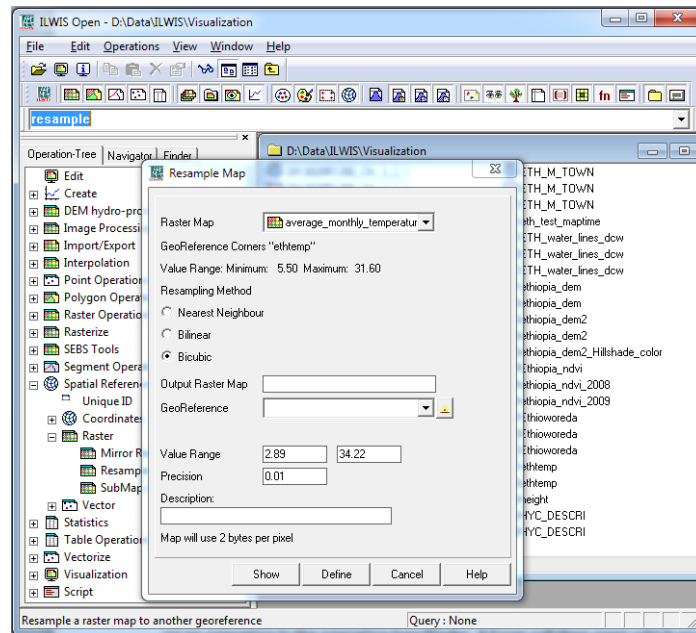 ILWIS Open - D:\Data\ILWIS\Visualization
File Edit Operations View Window Help
fn
resample
Operation-Tree Navigator Finder
Edit
Create
DEM hydro-pro
Image Processi
Import/Export
Interpolation
Point Operation
Polygon Opera
Raster Operatio
Rasterize
SEBS Tools
Segment Opera
Spatial Referenc
Unique ID
Coordinates
Raster
Mirror R
Resamp
SubMap
Vector
Statistics
Table Operation
Vectorize
Visualization
Script
D:\Data\ILWIS\Visualization
ETH_M_TOWN
ETH_M_TOWN
eth_test_maptime
ETH_water_lines_dcw
ETH_water_lines_dcw
ETH_water_lines_dcw
ethiopia_dem
ethiopia_dem
ethiopia_dem2
ethiopia_dem2
ethiopia_dem2_Hillshade_color
Ethiopia_ndvi
ethiopia_ndvi_2008
ethiopia_ndvi_2009
Ethioworeda
Ethioworeda
Ethioworeda
ethtemp
ethtemp
height
HYC_DESCRI
HYC_DESCRI
Resample Map
Raster Map average_monthly_temperatur
GeoReference Corners "ethtemp"
Value Range: Minimum: 5.50 Maximum: 31.60
Resampling Method
Nearest Neighbour
Bilinear
Bicubic
Output Raster Map
GeoReference
Value Range 2.89 34.22
Precision 0.01
Description:
Map will use 2 bytes per pixel
Show Define Cancel Help
Resample a raster map to another georeference Query : None